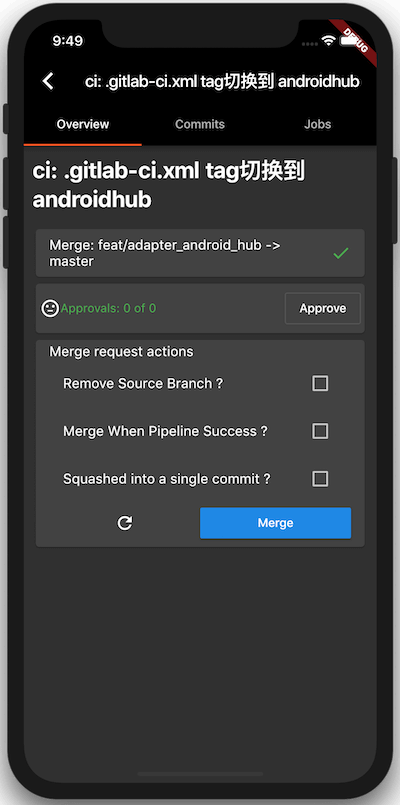 9:49
DEBUG
ci: .gitlab-ci.xml tag切换到 androidhub
Overview
Commits
Jobs
ci: .gitlab-ci.xml tag切换到
androidhub
Merge: feat/adapter_android_hub ->
master
Approvals: 0 of 0
Approve
Merge request actions
Remove Source Branch ?
Merge When Pipeline Success ?
Squashed into a single commit ?
Merge